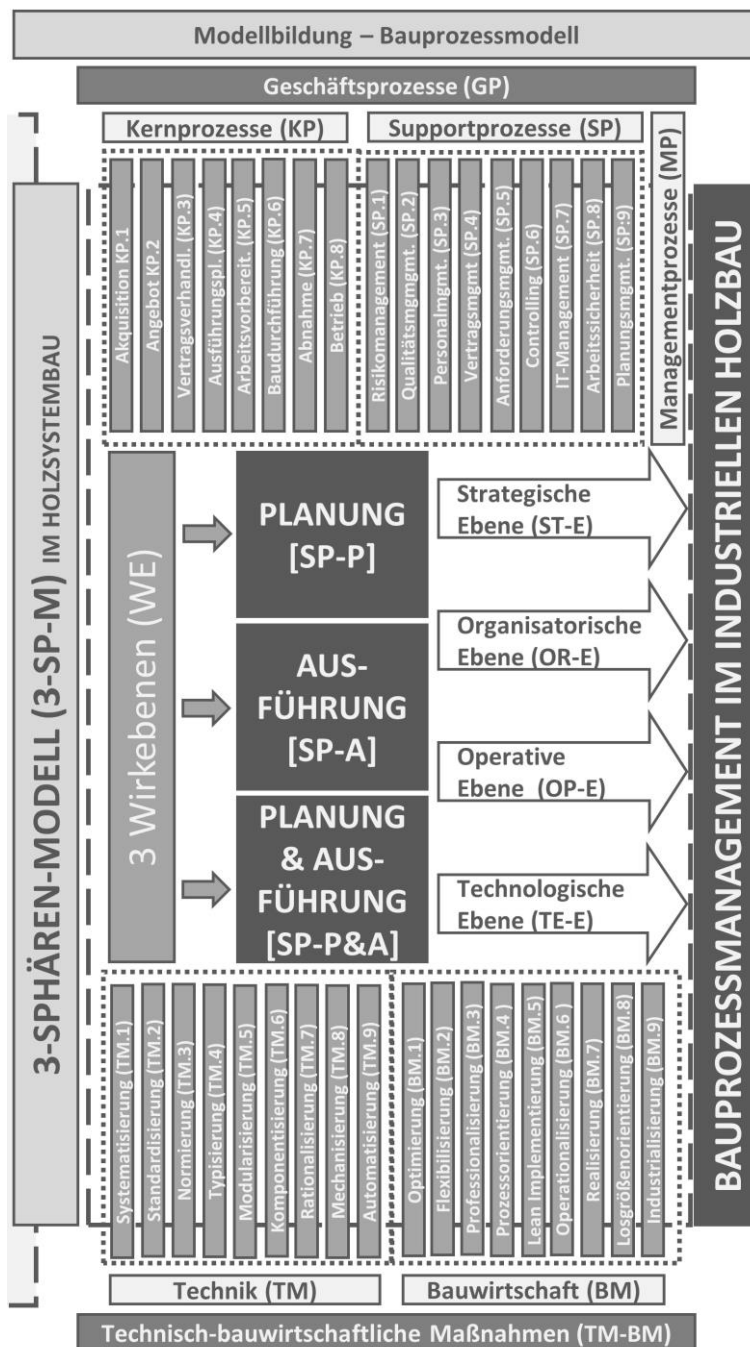 Modellbildung – Bauprozessmodell
Geschäftsprozesse (GP)
Kernprozesse (KP)
Supportprozesse (SP)
Managementprozesse (MP)
Akquisition KP.1
Angebot KP.2
Vertragsverhandl. (KP.3
Ausführungspl. (KP.4
Arbeitsvorbereit. (KP.5
Baudurchführung (KP.6
Abnahme (KP.7
Betrieb (KP.8
Risikomanagement (SP.1
Qualitätsmgmgt. (SP.2
Personalmgmt. (SP.3
Vertragsmgmt (SP.4
Anforderungsmgmt. (SP.5
Controlling (SP.6
IT-Management (SP.7
Arbeitssicherheit (SP.8
Planungsmgmt. (SP:9
3-SPHÄREN-MODELL (3-SP-M) IM HOLZSYSTEMBAU
3 Wirkebenen (WE)
PLANUNG
[SP-P]
AUS-
FÜHRUNG
[SP-A]
PLANUNG
& AUS-
FÜHRUNG
[SP-P&A]
Strategische
Ebene (ST-E)
Organisatorische
Ebene (OR-E)
Operative
Ebene (OP-E)
Technologische
Ebene (TE-E)
BAUPROZESSMANAGEMENT IM INDUSTRIELLEN HOLZBAU
Systematisierung (TM.1)
Standardisierung (TM.2)
Normierung (TM.3
Typisierung (TM.4
Modularisierung (TM.5)
Komponentisierung (TM.6)
Rationalisierung (TM.7)
Mechanisierung (TM.8)
Automatisierung (TM.9)
Optimierung (BM.1)
Flexibilisierung (BM.2)
Professionalisierung (BM.3)
Prozessorientierung (BM.4)
Lean Implementierung (BM.5)
Operationalisierung (BM.6)
Realisierung (BM.7)
Losgrößenorientierung (BM.8)
Industrialisierung (BM.9)
Technik (TM)
Bauwirtschaft (BM)
Technisch-bauwirtschaftliche Maßnahmen (TM-BM)